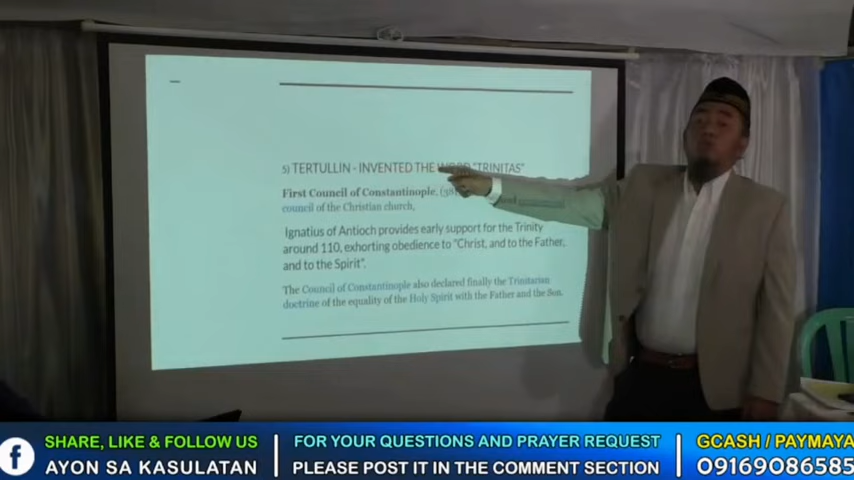 5) TERTULLIN - INVENTED THE WORD "TRINITAS"
First Council of Constantinople, (381
council of the Christian church,
Ignatius of Antioch provides early support for the Trinity
around 110, exhorting obedience to "Christ, and to the Father,
and to the Spirit".
The Council of Constantinople also declared finally the Trinitarian
doctrine of the equality of the Holy Spirit with the Father and the Son.
SHARE, LIKE & FOLLOW US
AYON SA KASULATAN
FOR YOUR QUESTIONS AND PRAYER REQUEST
PLEASE POST IT IN THE COMMENT SECTION
GCASH / PAYMAYA
09169086585